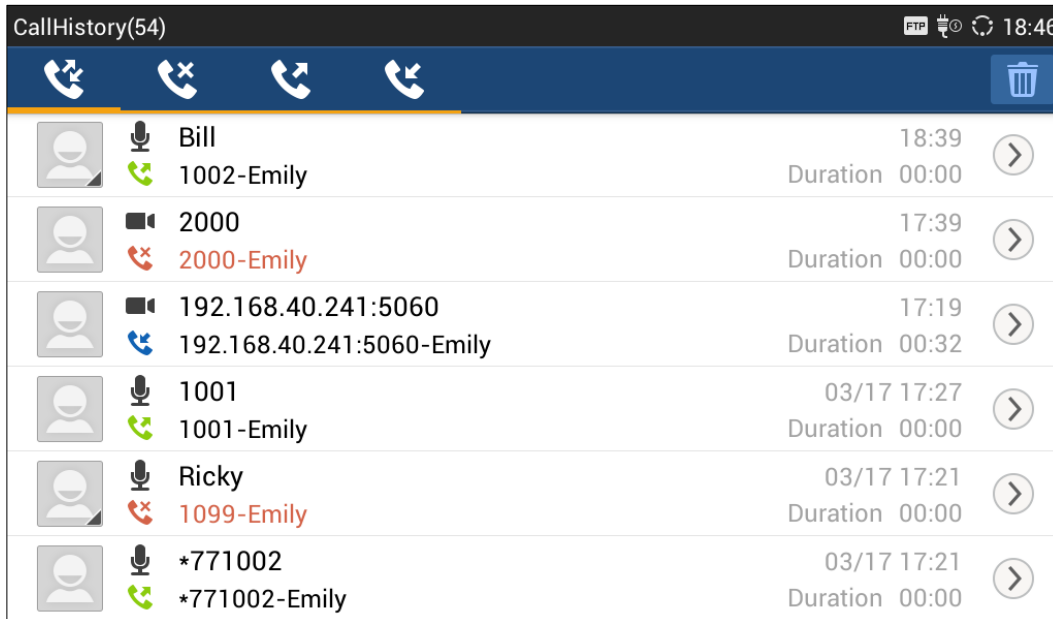 CallHistory(54) FTP 18:46
Bill 18:39
1002-Emily Duration 00:00
2000 17:39
2000-Emily Duration 00:00
192.168.40.241:5060 17:19
192.168.40.241:5060-Emily Duration 00:32
1001 03/17 17:27
1001-Emily Duration 00:00
Ricky 03/17 17:21
1099-Emily Duration 00:00
*771002 03/17 17:21
*771002-Emily Duration 00:00